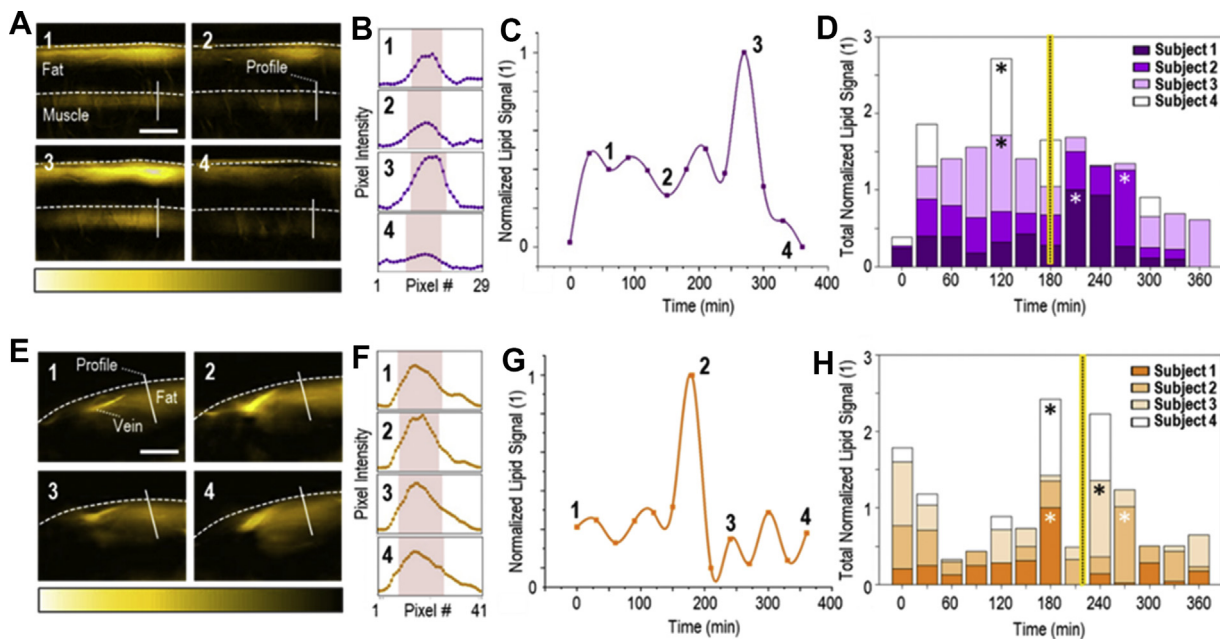 A
1
2
Fat
Profile
Muscle
3
4
B
1
2
3
4
Pixel Intensity
1 Pixel # 29
C
Normalized Lipid Signal (1)
1
0
1
2
3
4
0 100 200 300 400
Time (min)
D
Total Normalized Lipid Signal (1)
3
2
1
0
* * * *
Subject 1
Subject 2
Subject 3
Subject 4
0 60 120 180 240 300 360
Time (min)
E
1
Profile
Fat
Vein
2
3
4
F
1
2
3
4
Pixel Intensity
1 Pixel # 41
G
Normalized Lipid Signal (1)
1
0
1
2
3
4
0 100 200 300 400
Time (min)
H
Total Normalized Lipid Signal (1)
3
2
1
0
* * * *
Subject 1
Subject 2
Subject 3
Subject 4
0 60 120 180 240 300 360
Time (min)